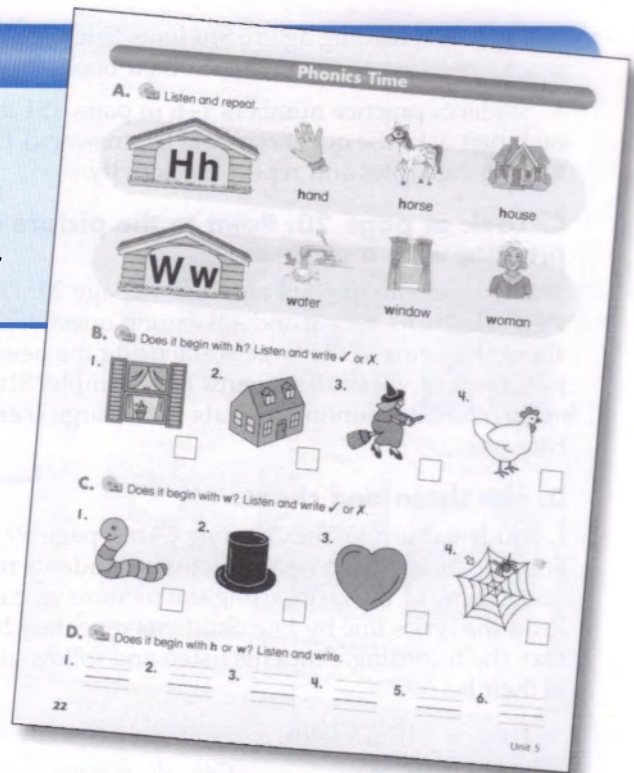 Phonics Time
A. Listen and repeat.
Hh
hand
horse
house
Ww
water
window
woman
B. Does it begin with h? Listen and write ✓ or ✗.
1.
2.
3.
4.
C. Does it begin with w? Listen and write ✓ or ✗.
1.
2.
3.
4.
D. Does it begin with h or w? Listen and write.
1.
2.
3.
4.
5.
6.
22
Unit 5